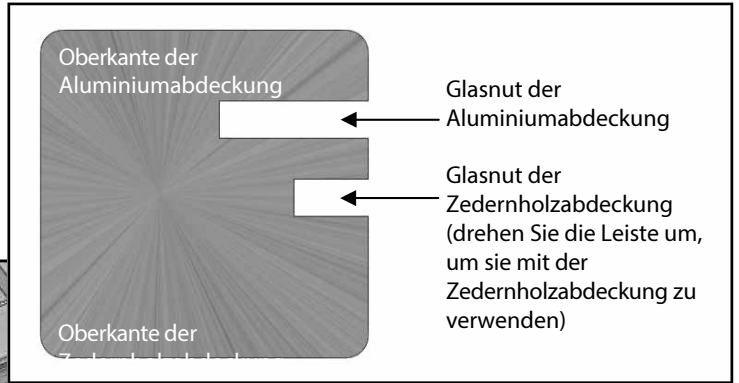 Oberkante der
Aluminiumabdeckung
Glasnut der
Aluminiumabdeckung
Glasnut der
Zedernholzabdeckung
(drehen Sie die Leiste um,
um sie mit der
Zedernholzabdeckung zu
verwenden)
Oberkante der